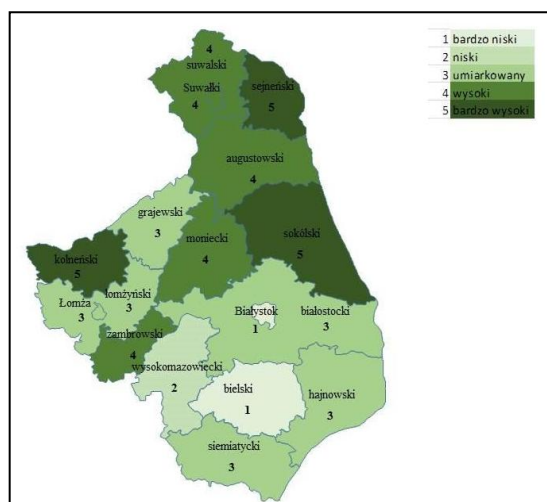 1 bardzo niski
2 niski
3 umiarkowany
4 wysoki
5 bardzo wysoki
4
suwalski
Suwałki
4
sejneński
5
augustowski
4
grajewski
3
moniecki
4
sokólski
5
kolneński
5
łomżyński
3
Łomża
3
zambrowski
4
Białystok
1
białostocki
3
wysokomazowiecki
2
bielski
1
hajnowski
3
siemiatycki
3